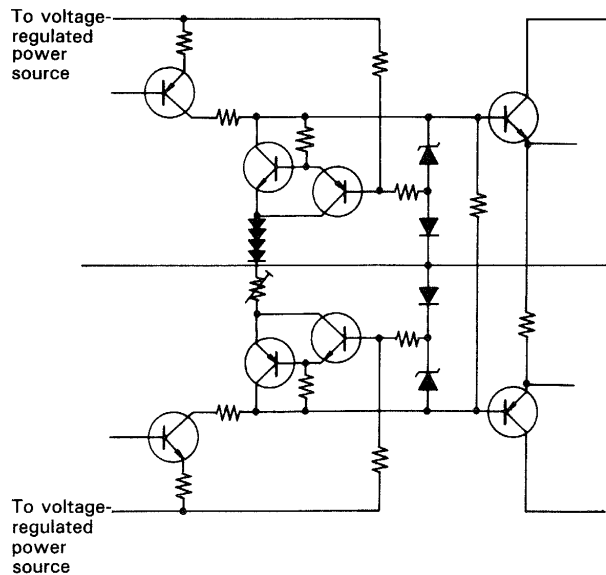 To voltage-
regulated
power
source
To voltage-
regulated
power
source